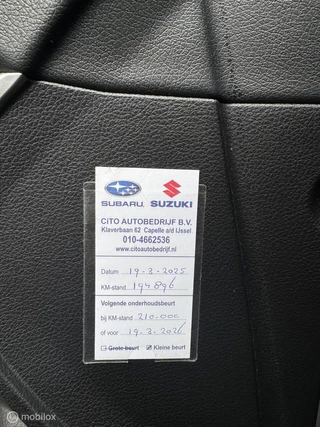 SUBARU. SUZUKI
CiTO AUTOBEDRIJF B.V.
Klaverbaan 62 Capelle a/d IJssel
010-4662536
www.citoautobedrijf.nl
Datum 19-3-2025
KM-stand 194896
Volgende onderhoudsbeurt
bij KM-stand 210.000
of voor 19-3-2026
Grote beurt Kleine beurt
© mobilox